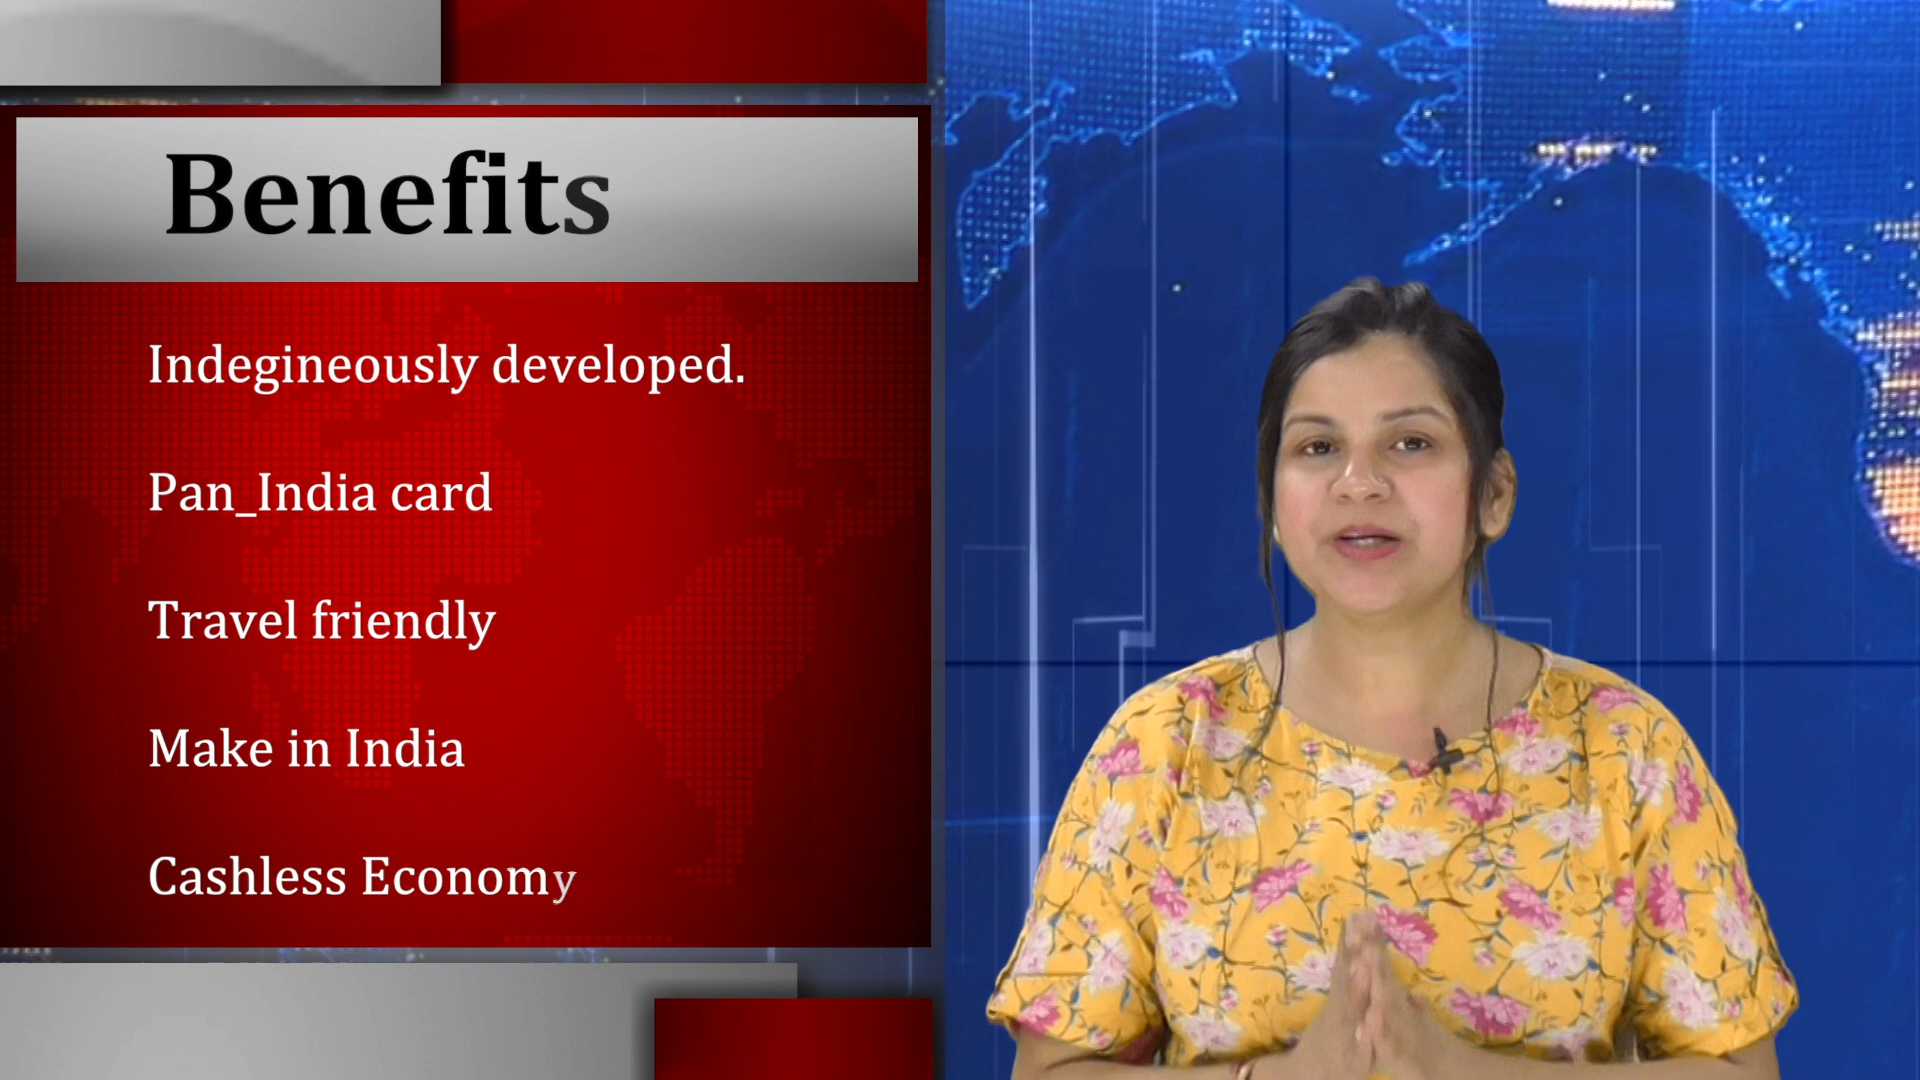 Benefits
Indegineously developed.
Pan_India card
Travel friendly
Make in India
Cashless Economy